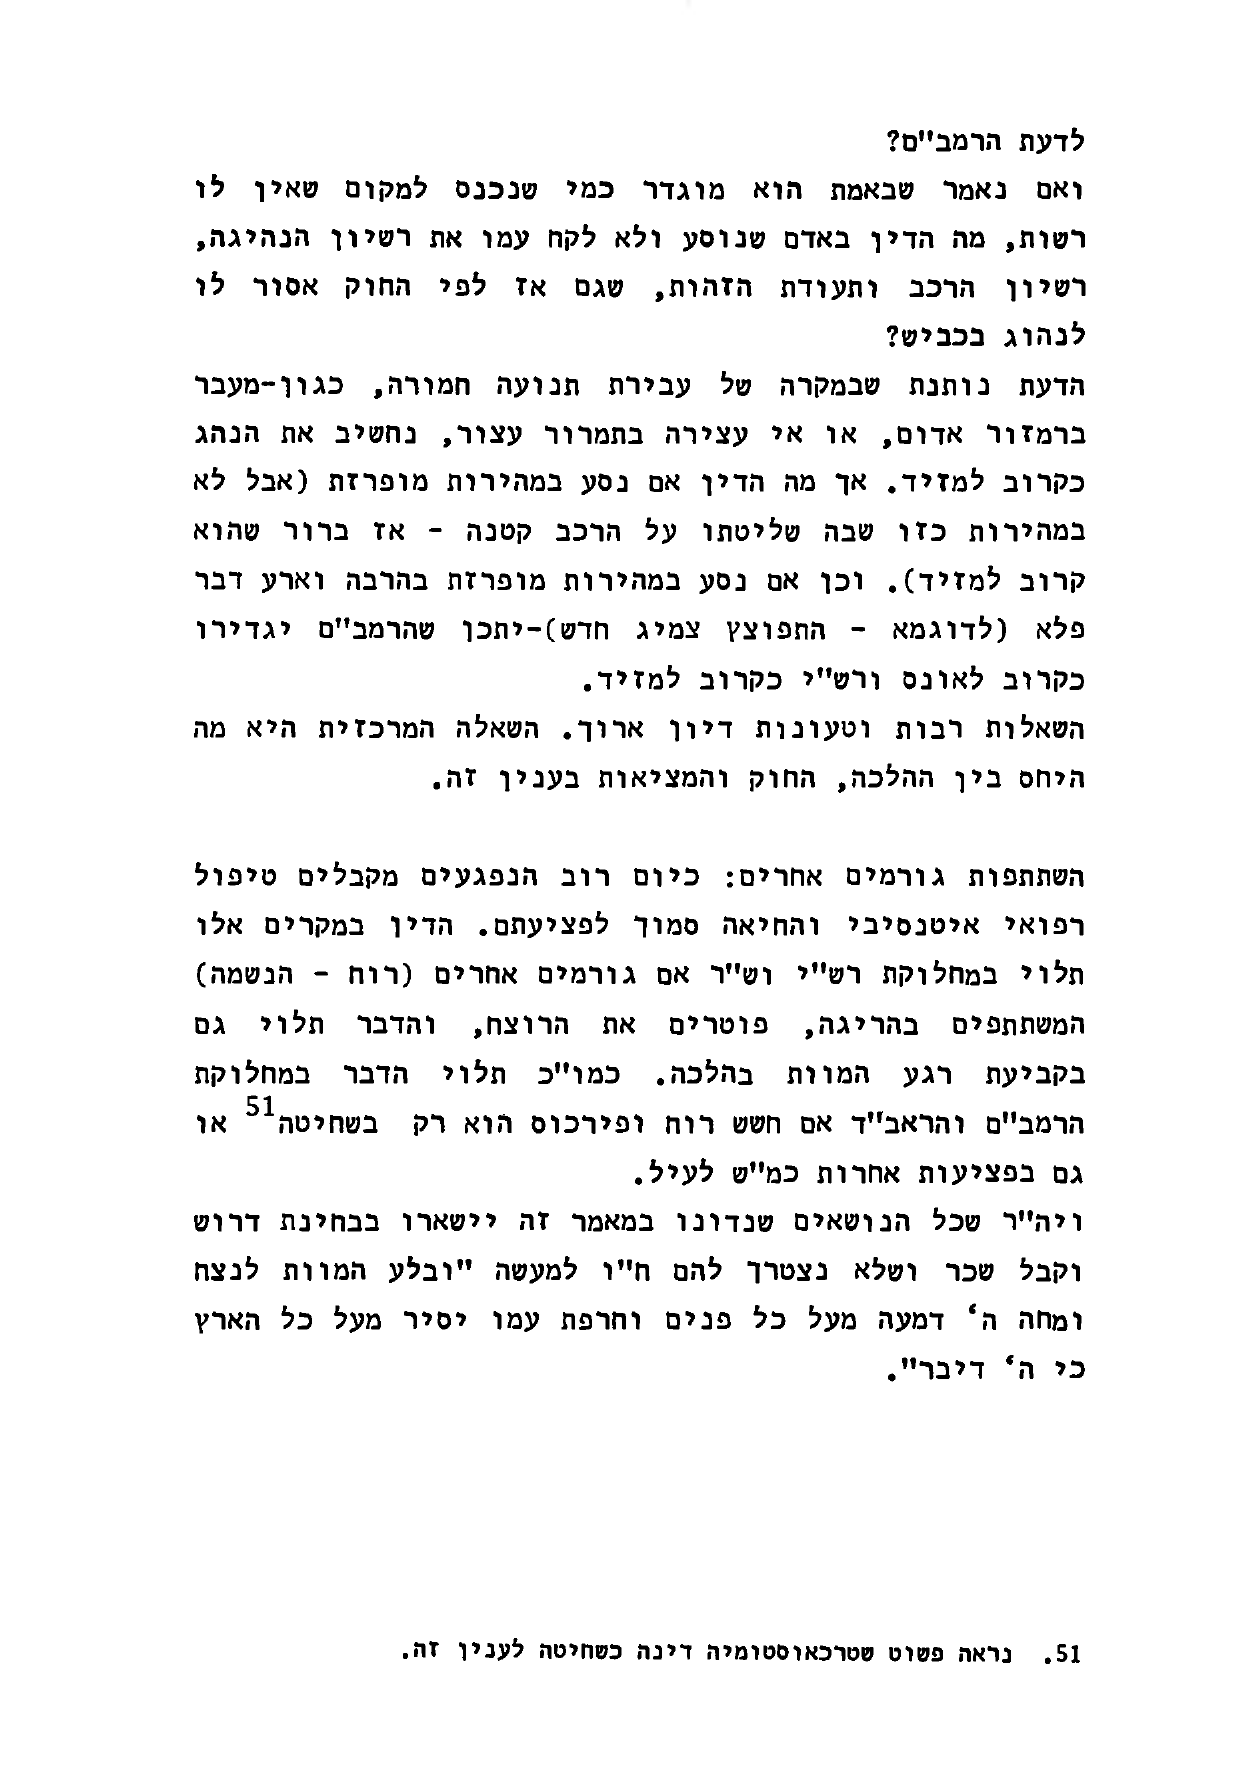 לדעת הרמב"ם?
ואם נאמר שבאמת הוא מוגדר כמי שנכנס למקום שאין לו
רשות, מה הדין באדם שנוסע ולא לקח עמו את רשיון הנהיגה,
רשיון הרכב ותעודת הזהות, שגם אז לפי החוק אסור לו
לנהוג בכביש?
הדעת נותנת שבמקרה של עבירת תנועה חמורה, כגון-מעבר
ברמזור אדום, או אי עצירה בתמרור עצור, נחשיב את הנהג
כקרוב למזיד. אך מה הדין אם נסע במהירות מופרזת (אבל לא
במהירות כזו שבה שליטתו על הרכב קטנה - אז ברור שהוא
קרוב למזיד). וכן אם נסע במהירות מופרזת בהרבה וארע דבר
פלא (לדוגמא - התפוצץ צמיג חדש)-יתכן שהרמב"ם יגדירו
כקרוב לאונס ורש"י כקרוב למזיד.
השאלות רבות וטעונות דיון ארוך. השאלה המרכזית היא מה
היחס בין ההלכה, החוק והמציאות בענין זה.
השתתפות גורמים אחרים: כיום רוב הנפגעים מקבלים טיפול
רפואי איטנסיבי והחיאה סמוך לפציעתם. הדין במקרים אלו
תלוי במחלוקת רש"י וש"ר אם גורמים אחרים (רוח - הנשמה)
המשתתפים בהריגה, פוטרים את הרוצח, והדבר תלוי גם
בקביעת רגע המוות בהלכה. כמו"כ תלוי הדבר במחלוקת
הרמב"ם והראב"ד אם חשש רוח ופירכוס הוא רק בשחיטה51 או
גם בפציעות אחרות כמ"ש לעיל.
ויה"ר שכל הנושאים שנדונו במאמר זה יישארו בבחינת דרוש
וקבל שכר ושלא נצטרך להם ח"ו למעשה "ובלע המוות לנצח
ומחה ה' דמעה מעל כל פנים וחרפת עמו יסיר מעל כל הארץ
כי ה' דיבר".
51. נראה פשוט שטרכאוסטומיה דינה כשחיטה לענין זה.